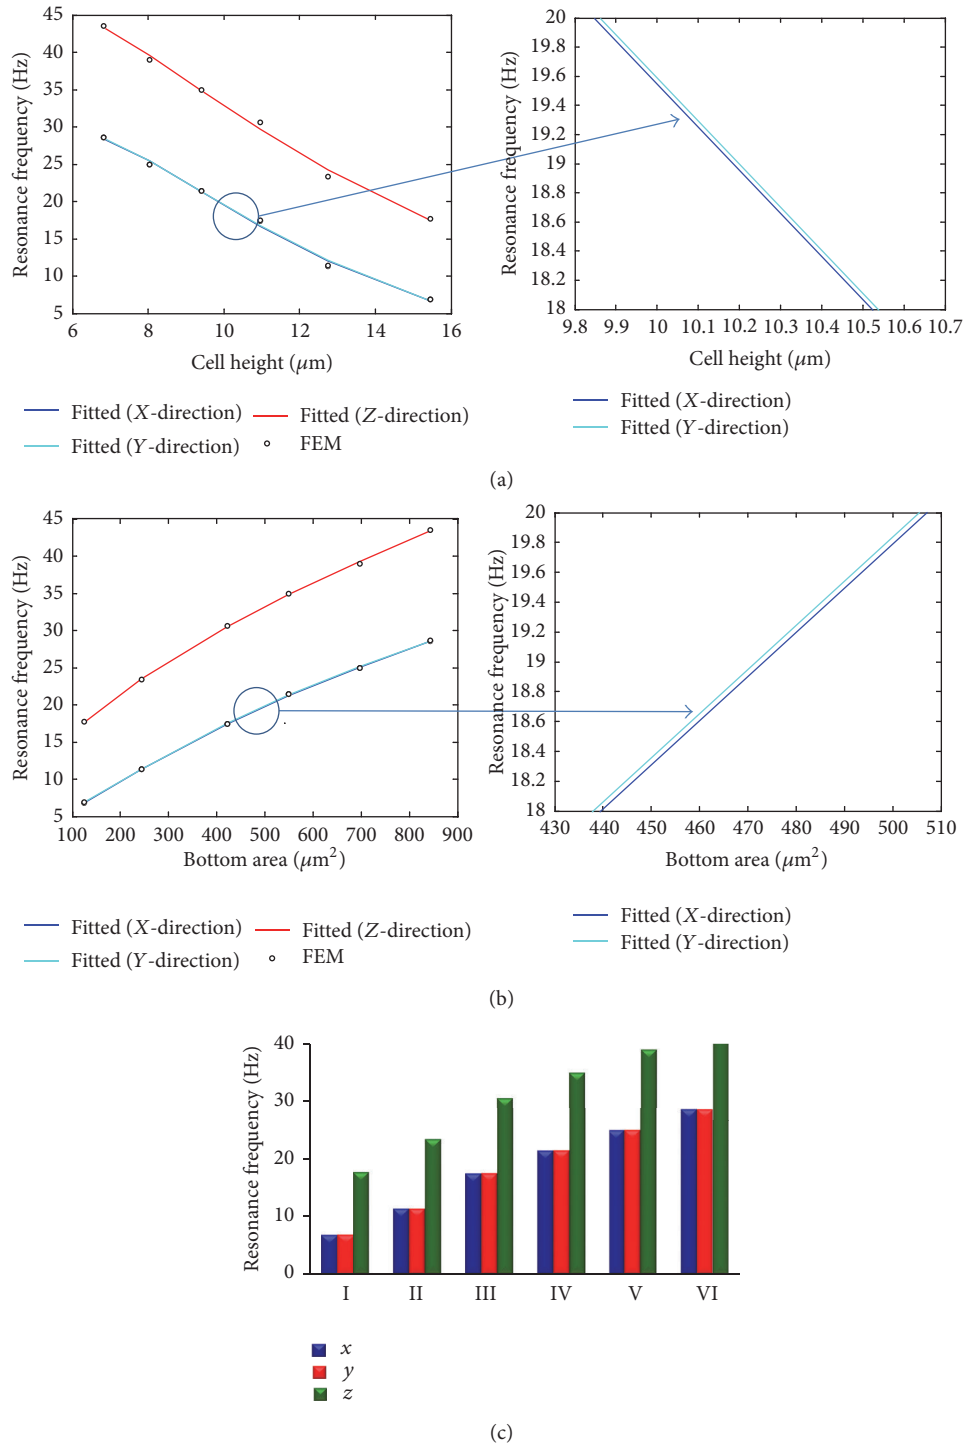 45
40
35
30
25
20
15
10
5
Resonance frequency (Hz)
6 8 10 12 14 16
Cell height (μm)
Fitted (X-direction)
Fitted (Z-direction)
Fitted (Y-direction)
FEM
20
19.8
19.6
19.4
19.2
19
18.8
18.6
18.4
18.2
18
Resonance frequency (Hz)
9.8 9.9 10 10.1 10.2 10.3 10.4 10.5 10.6 10.7
Cell height (μm)
Fitted (X-direction)
Fitted (Y-direction)
(a)
45
40
35
30
25
20
15
10
5
Resonance frequency (Hz)
100 200 300 400 500 600 700 800 900
Bottom area (μm²)
Fitted (X-direction)
Fitted (Z-direction)
Fitted (Y-direction)
FEM
20
19.8
19.6
19.4
19.2
19
18.8
18.6
18.4
18.2
18
Resonance frequency (Hz)
430 440 450 460 470 480 490 500 510
Bottom area (μm²)
Fitted (X-direction)
Fitted (Y-direction)
(b)
40
30
20
10
0
Resonance frequency (Hz)
I II III IV V VI
x
y
z
(c)